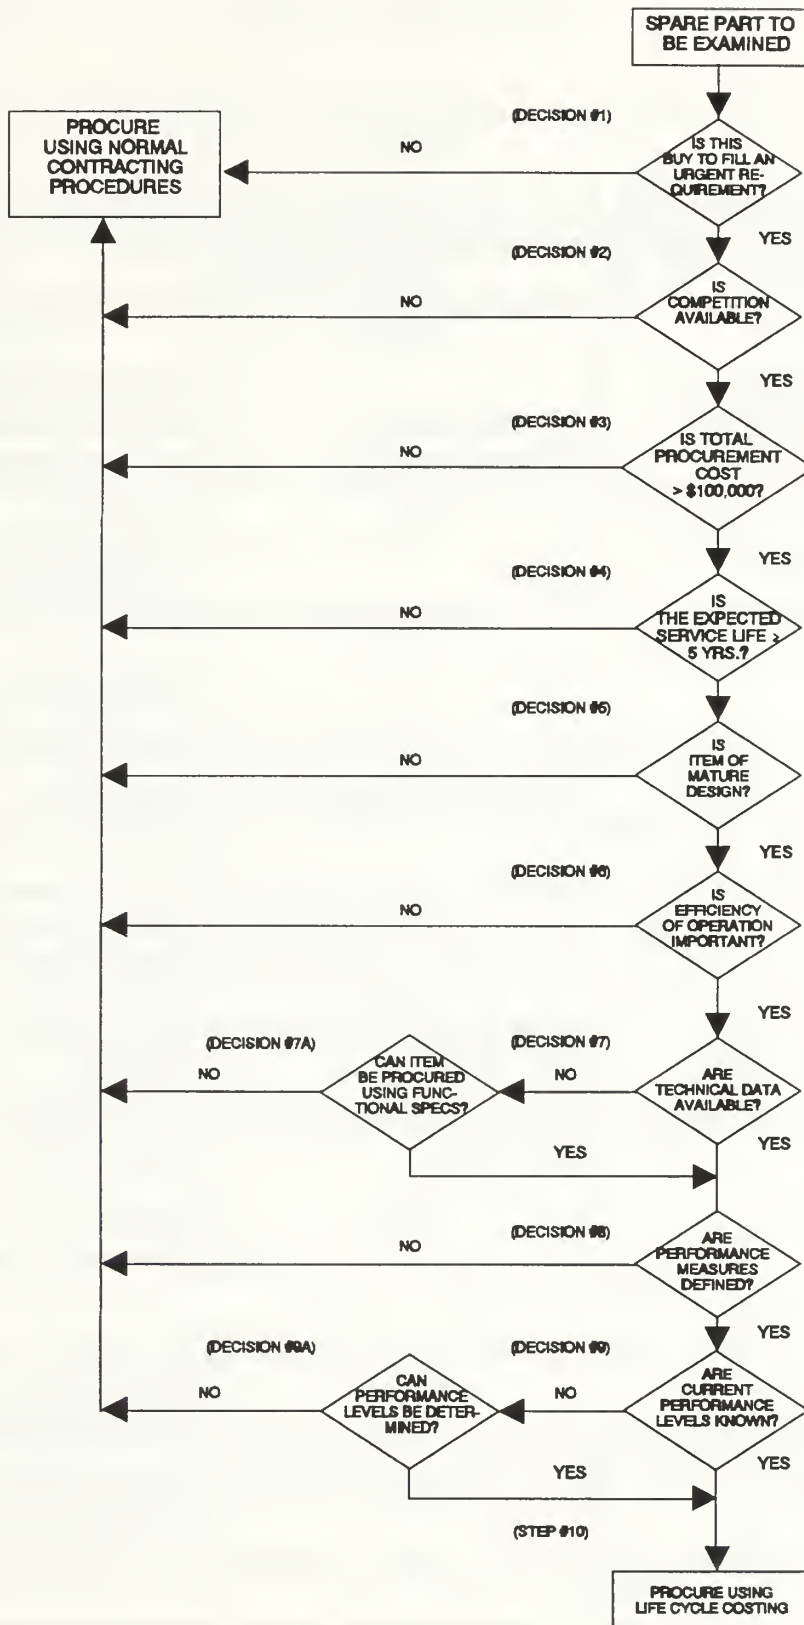 SPARE PART TO
BE EXAMINED
(DECISION #1)
PROCURE
USING NORMAL
CONTRACTING
PROCEDURES
NO
IS THIS
BUY TO FILL AN
URGENT RE-
QUIREMENT?
YES
(DECISION #2)
NO
IS
COMPETITION
AVAILABLE?
YES
(DECISION #3)
NO
IS TOTAL
PROCUREMENT
COST
> $100,000?
YES
(DECISION #4)
NO
IS
THE EXPECTED
SERVICE LIFE ≥
5 YRS.?
YES
(DECISION #5)
NO
IS
ITEM OF
MATURE
DESIGN?
YES
(DECISION #6)
NO
IS
EFFICIENCY
OF OPERATION
IMPORTANT?
YES
(DECISION #7A)
NO
CAN ITEM
BE PROCURED
USING FUNC-
TIONAL SPECS?
YES
(DECISION #7)
NO
ARE
TECHNICAL DATA
AVAILABLE?
YES
(DECISION #8)
NO
ARE
PERFORMANCE
MEASURES
DEFINED?
YES
(DECISION #9A)
NO
CAN
PERFORMANCE
LEVELS BE DETER-
MINED?
YES
(DECISION #9)
NO
ARE
CURRENT
PERFORMANCE
LEVELS KNOWN?
YES
(STEP #10)
PROCURE USING
LIFE CYCLE COSTING